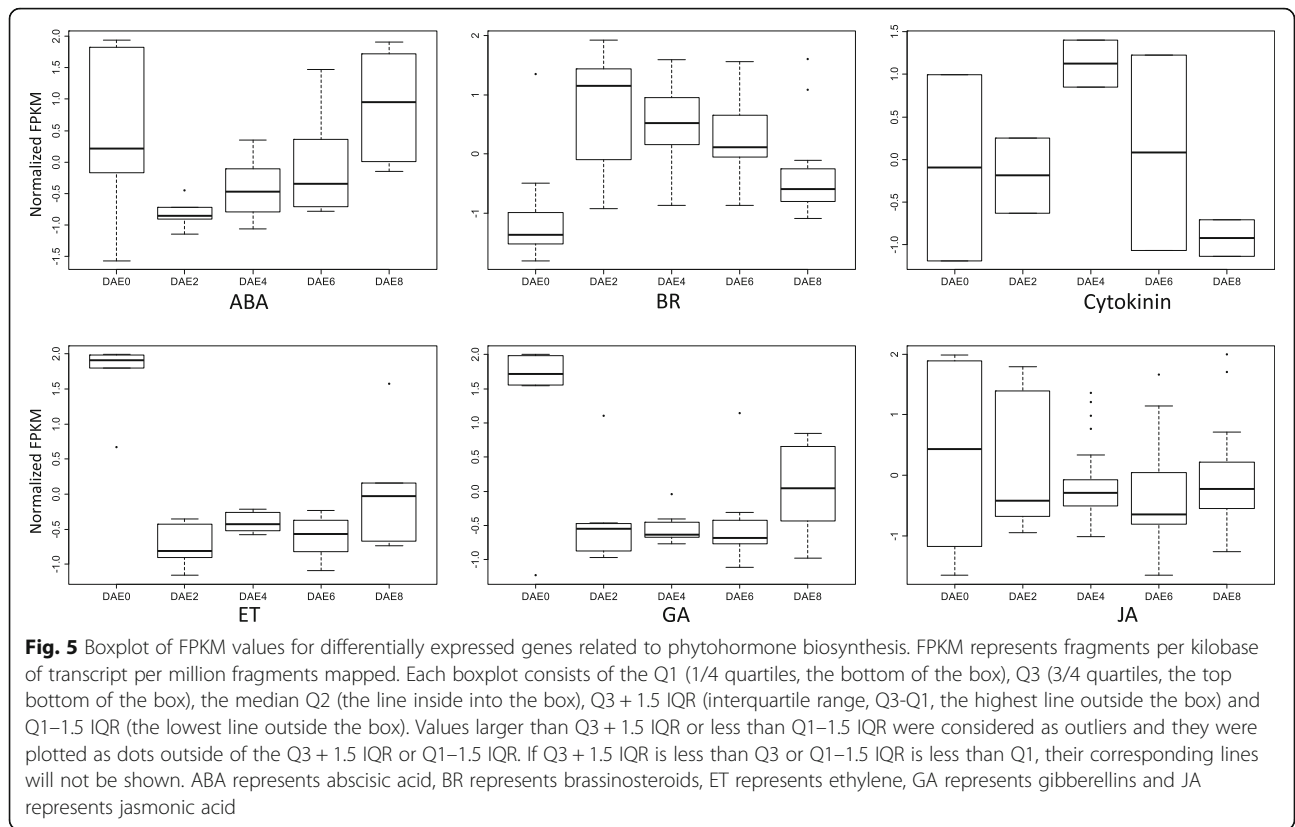 Normalized FPKM
2.0
1.5
1.0
0.5
0.0
-0.5
-1.0
-1.5
DAE0 DAE2 DAE4 DAE6 DAE8
ABA
2
1
0
-1
DAE0 DAE2 DAE4 DAE6 DAE8
BR
1.5
1.0
0.5
0.0
-0.5
-1.0
DAE0 DAE2 DAE4 DAE6 DAE8
Cytokinin
Normalized FPKM
2.0
1.5
1.0
0.5
0.0
-0.5
-1.0
DAE0 DAE2 DAE4 DAE6 DAE8
ET
2.0
1.5
1.0
0.5
0.0
-0.5
-1.0
DAE0 DAE2 DAE4 DAE6 DAE8
GA
2
1
0
-1
DAE0 DAE2 DAE4 DAE6 DAE8
JA
Fig. 5 Boxplot of FPKM values for differentially expressed genes related to phytohormone biosynthesis. FPKM represents fragments per kilobase
of transcript per million fragments mapped. Each boxplot consists of the Q1 (1/4 quartiles, the bottom of the box), Q3 (3/4 quartiles, the top
bottom of the box), the median Q2 (the line inside into the box), Q3 + 1.5 IQR (interquartile range, Q3-Q1, the highest line outside the box) and
Q1–1.5 IQR (the lowest line outside the box). Values larger than Q3 + 1.5 IQR or less than Q1–1.5 IQR were considered as outliers and they were
plotted as dots outside of the Q3 + 1.5 IQR or Q1–1.5 IQR. If Q3 + 1.5 IQR is less than Q3 or Q1–1.5 IQR is less than Q1, their corresponding lines
will not be shown. ABA represents abscisic acid, BR represents brassinosteroids, ET represents ethylene, GA represents gibberellins and JA
represents jasmonic acid